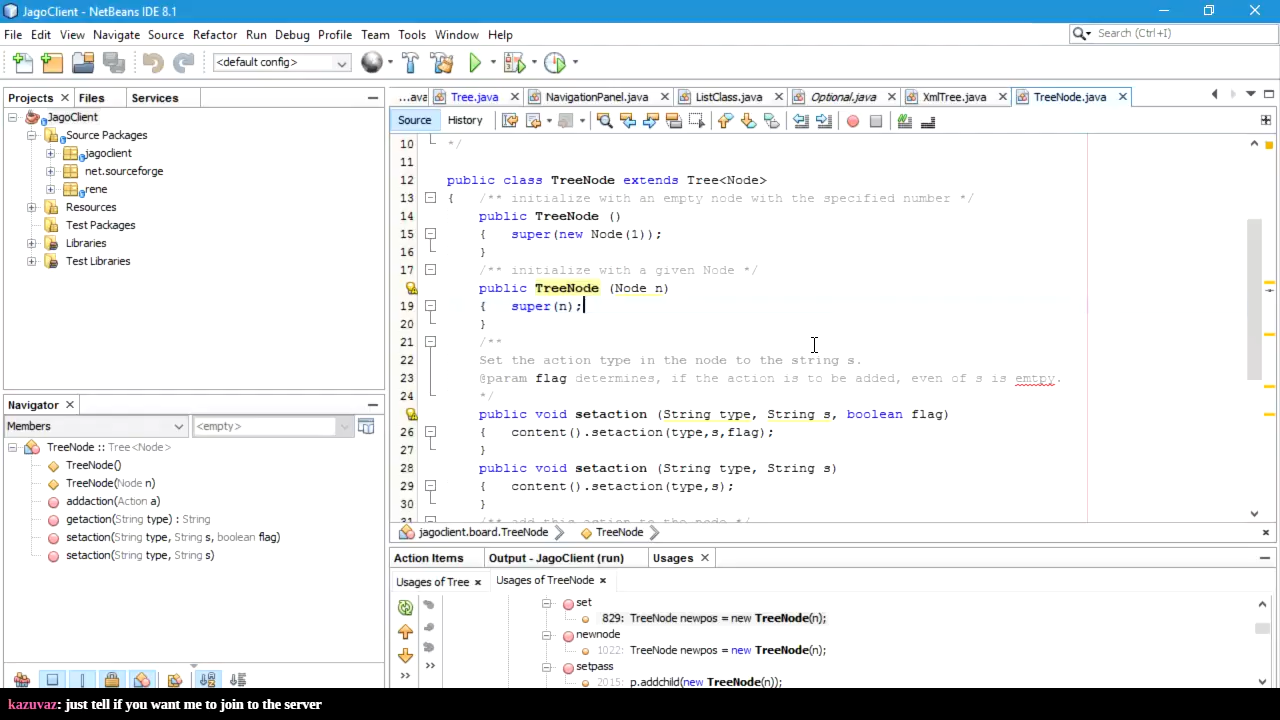 JagoClient - NetBeans IDE 8.1
File Edit View Navigate Source Refactor Run Debug Profile Team Tools Window Help
Search (Ctrl+I)
<default config>
Projects Files Services
JagoClient
Source Packages
jagoclient
net.sourceforge
rene
Resources
Test Packages
Libraries
Test Libraries
Navigator
Members
<empty>
TreeNode :: Tree<Node>
TreeNode()
TreeNode(Node n)
addaction(Action a)
getaction(String type) : String
setaction(String type, String s, boolean flag)
setaction(String type, String s)
...ava Tree.java NavigationPanel.java ListClass.java Optional.java XmlTree.java TreeNode.java
Source History
10 */
11
12 public class TreeNode extends Tree<Node>
13 { /** initialize with an empty node with the specified number */
14 public TreeNode ()
15 { super(new Node(1));
16 }
17 /** initialize with a given Node */
public TreeNode (Node n)
19 { super(n);
20 }
21 /**
22 Set the action type in the node to the string s.
23 @param flag determines, if the action is to be added, even of s is emtpy.
24 */
public void setaction (String type, String s, boolean flag)
26 { content().setaction(type,s,flag);
27 }
28 public void setaction (String type, String s)
29 { content().setaction(type,s);
30 }
31 /** add this action to the node */
jagoclient.board.TreeNode TreeNode
Action Items Output - JagoClient (run) Usages
Usages of Tree Usages of TreeNode
set
829: TreeNode newpos = new TreeNode(n);
newnode
1022: TreeNode newpos = new TreeNode(n);
setpass
2015: p.addchild(new TreeNode(n));
kazuvaz: just tell if you want me to join to the server